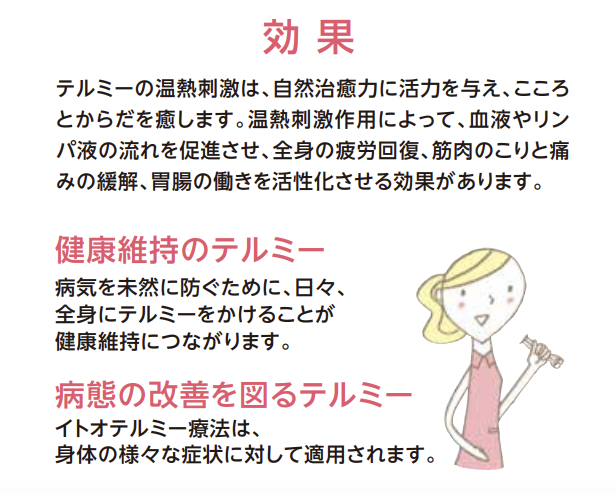 効果
テルミーの温熱刺激は、自然治癒力に活力を与え、こころ
とからだを癒します。温熱刺激作用によって、血液やリン
パ液の流れを促進させ、全身の疲労回復、筋肉のこりと痛
みの緩解、胃腸の働きを活性化させる効果があります。
健康維持のテルミー
病気を未然に防ぐために、日々、
全身にテルミーをかけることが
健康維持につながります。
病態の改善を図るテルミー
イトオテルミー療法は、
身体の様々な症状に対して適用されます。